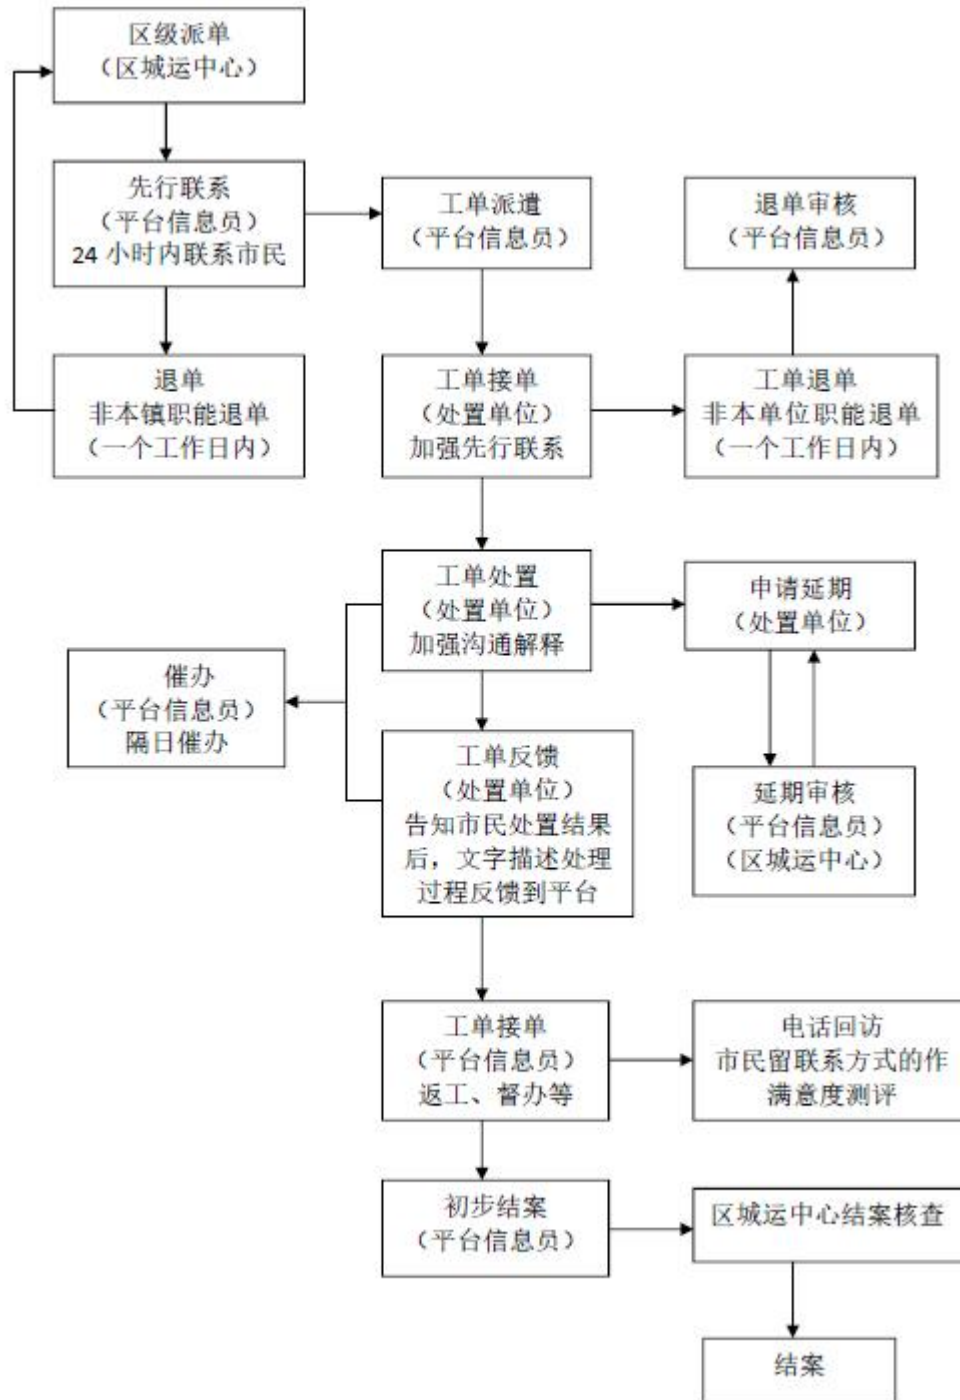 区级派单
（区城运中心）
先行联系
（平台信息员）
24 小时内联系市民
工单派遣
（平台信息员）
退单审核
（平台信息员）
退单
非本镇职能退单
（一个工作日内）
工单接单
（处置单位）
加强先行联系
工单退单
非本单位职能退单
（一个工作日内）
工单处置
（处置单位）
加强沟通解释
申请延期
（处置单位）
催办
（平台信息员）
隔日催办
工单反馈
（处置单位）
告知市民处置结果
后，文字描述处理
过程反馈到平台
延期审核
（平台信息员）
（区城运中心）
工单接单
（平台信息员）
返工、督办等
电话回访
市民留联系方式的作
满意度测评
初步结案
（平台信息员）
区城运中心结案核查
结案